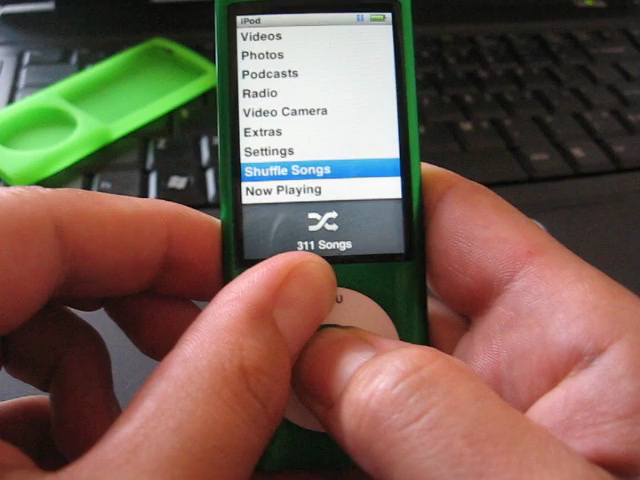 iPod
Videos
Photos
Podcasts
Radio
Video Camera
Extras
Settings
Shuffle Songs
Now Playing
311 Songs